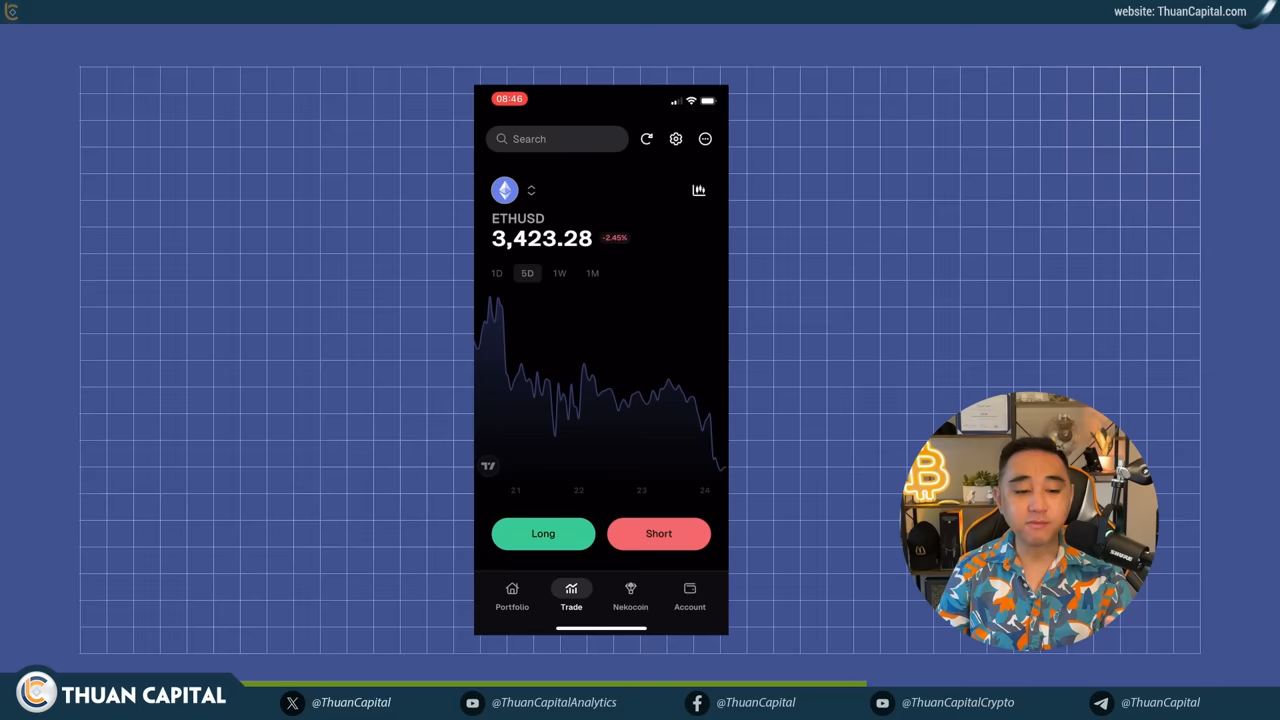 website: ThuanCapital.com
08:46
Search
ETHUSD
3,423.28 -2.45%
1D 5D 1W 1M
21 22 23 24
Long Short
Portfolio Trade Nekocoin Account
SHURE
THUAN CAPITAL
@ThuanCapital @ThuanCapitalAnalytics @ThuanCapital @ThuanCapitalCrypto @ThuanCapital